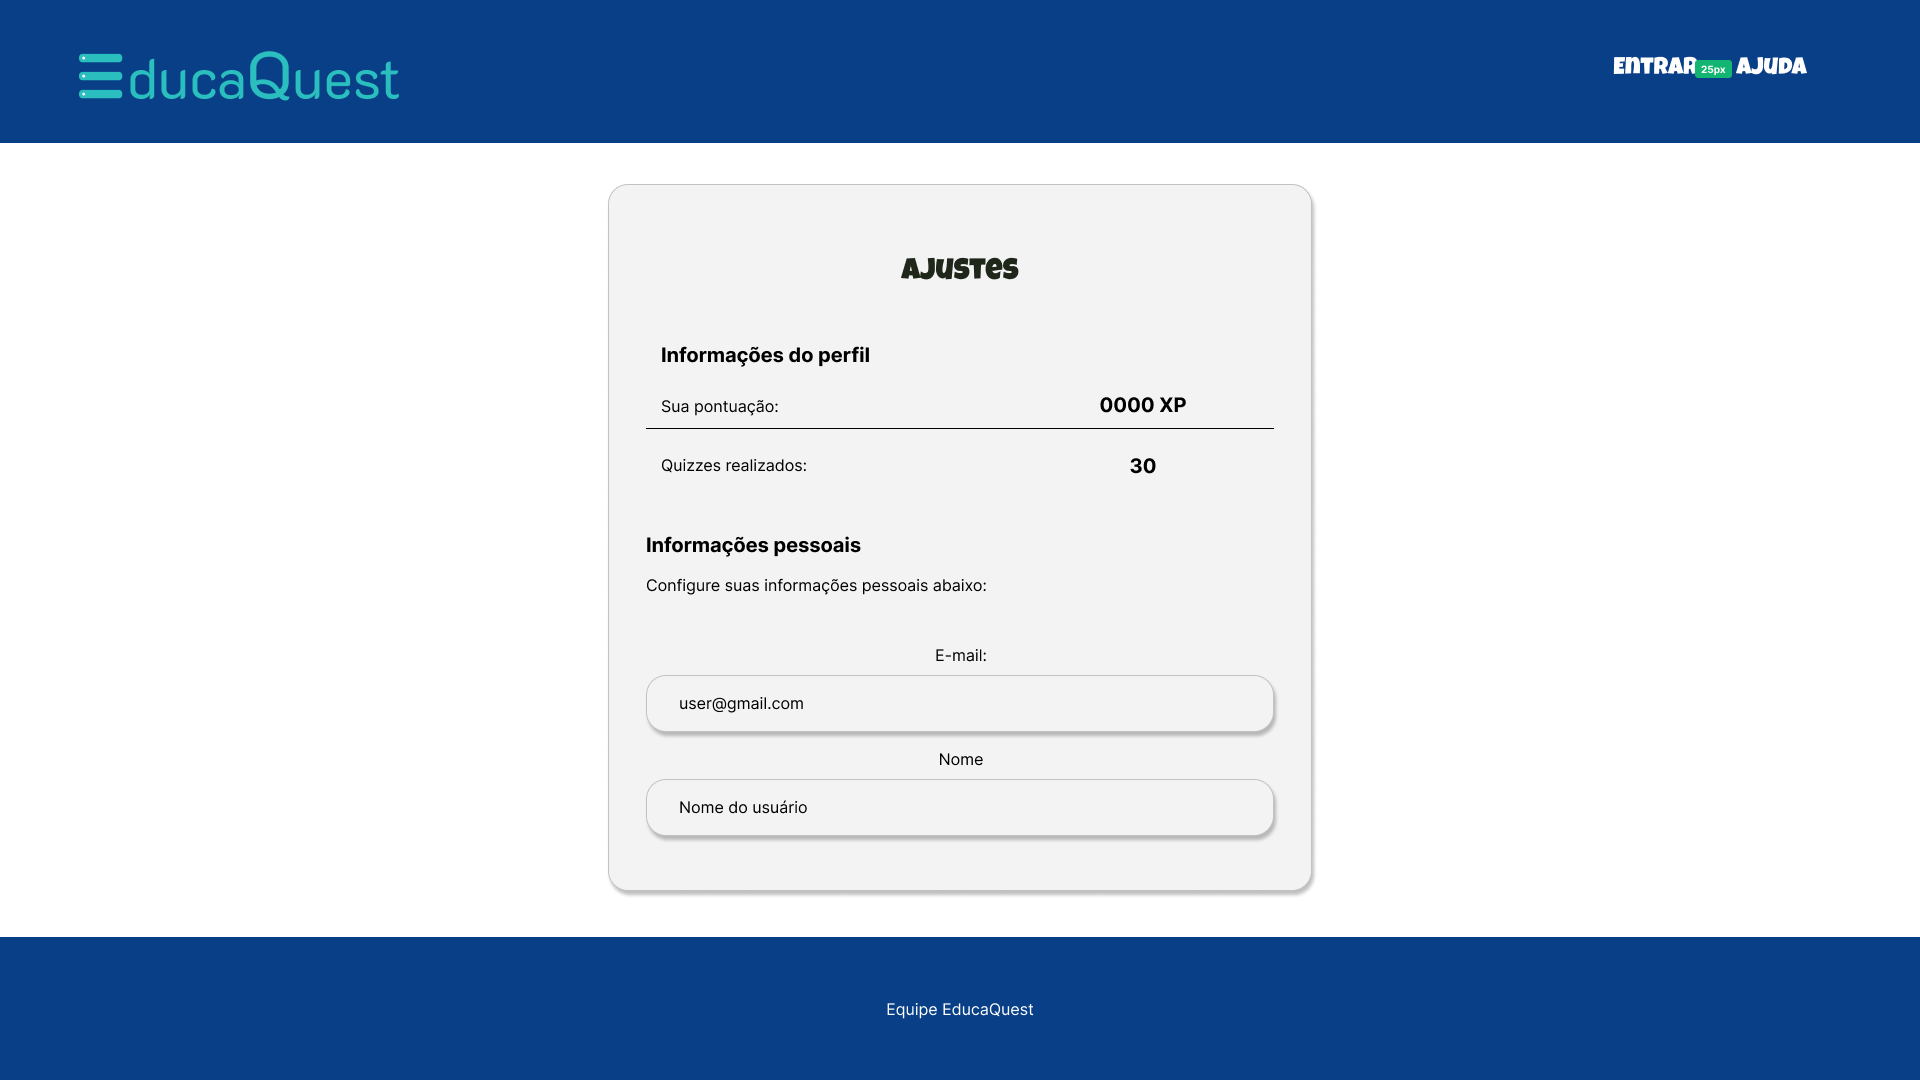 EducaQuest
ENTRAR 25px AJUDA
AJUSTES
Informações do perfil
Sua pontuação: 0000 XP
Quizzes realizados: 30
Informações pessoais
Configure suas informações pessoais abaixo:
E-mail:
user@gmail.com
Nome
Nome do usuário
Equipe EducaQuest